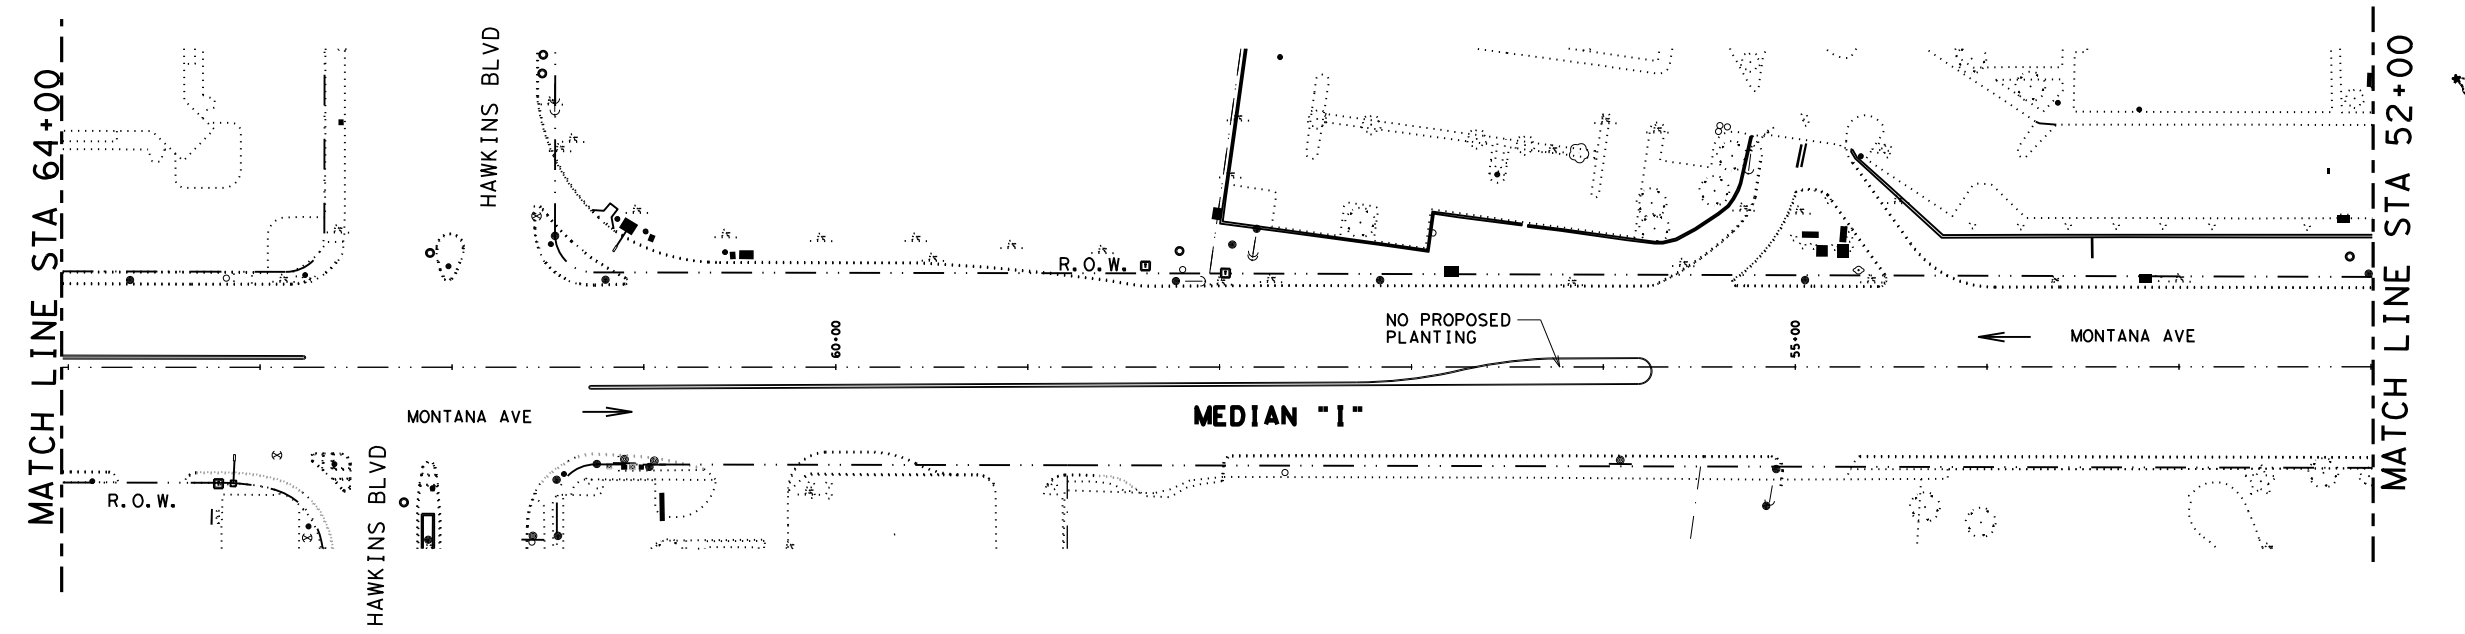 MATCH LINE STA 64+00
HAWKINS BLVD
R.O.W.
60+00
NO PROPOSED
PLANTING
55+00
MONTANA AVE
MATCH LINE STA 52+00
MONTANA AVE
MEDIAN "I"
R.O.W.
HAWKINS BLVD